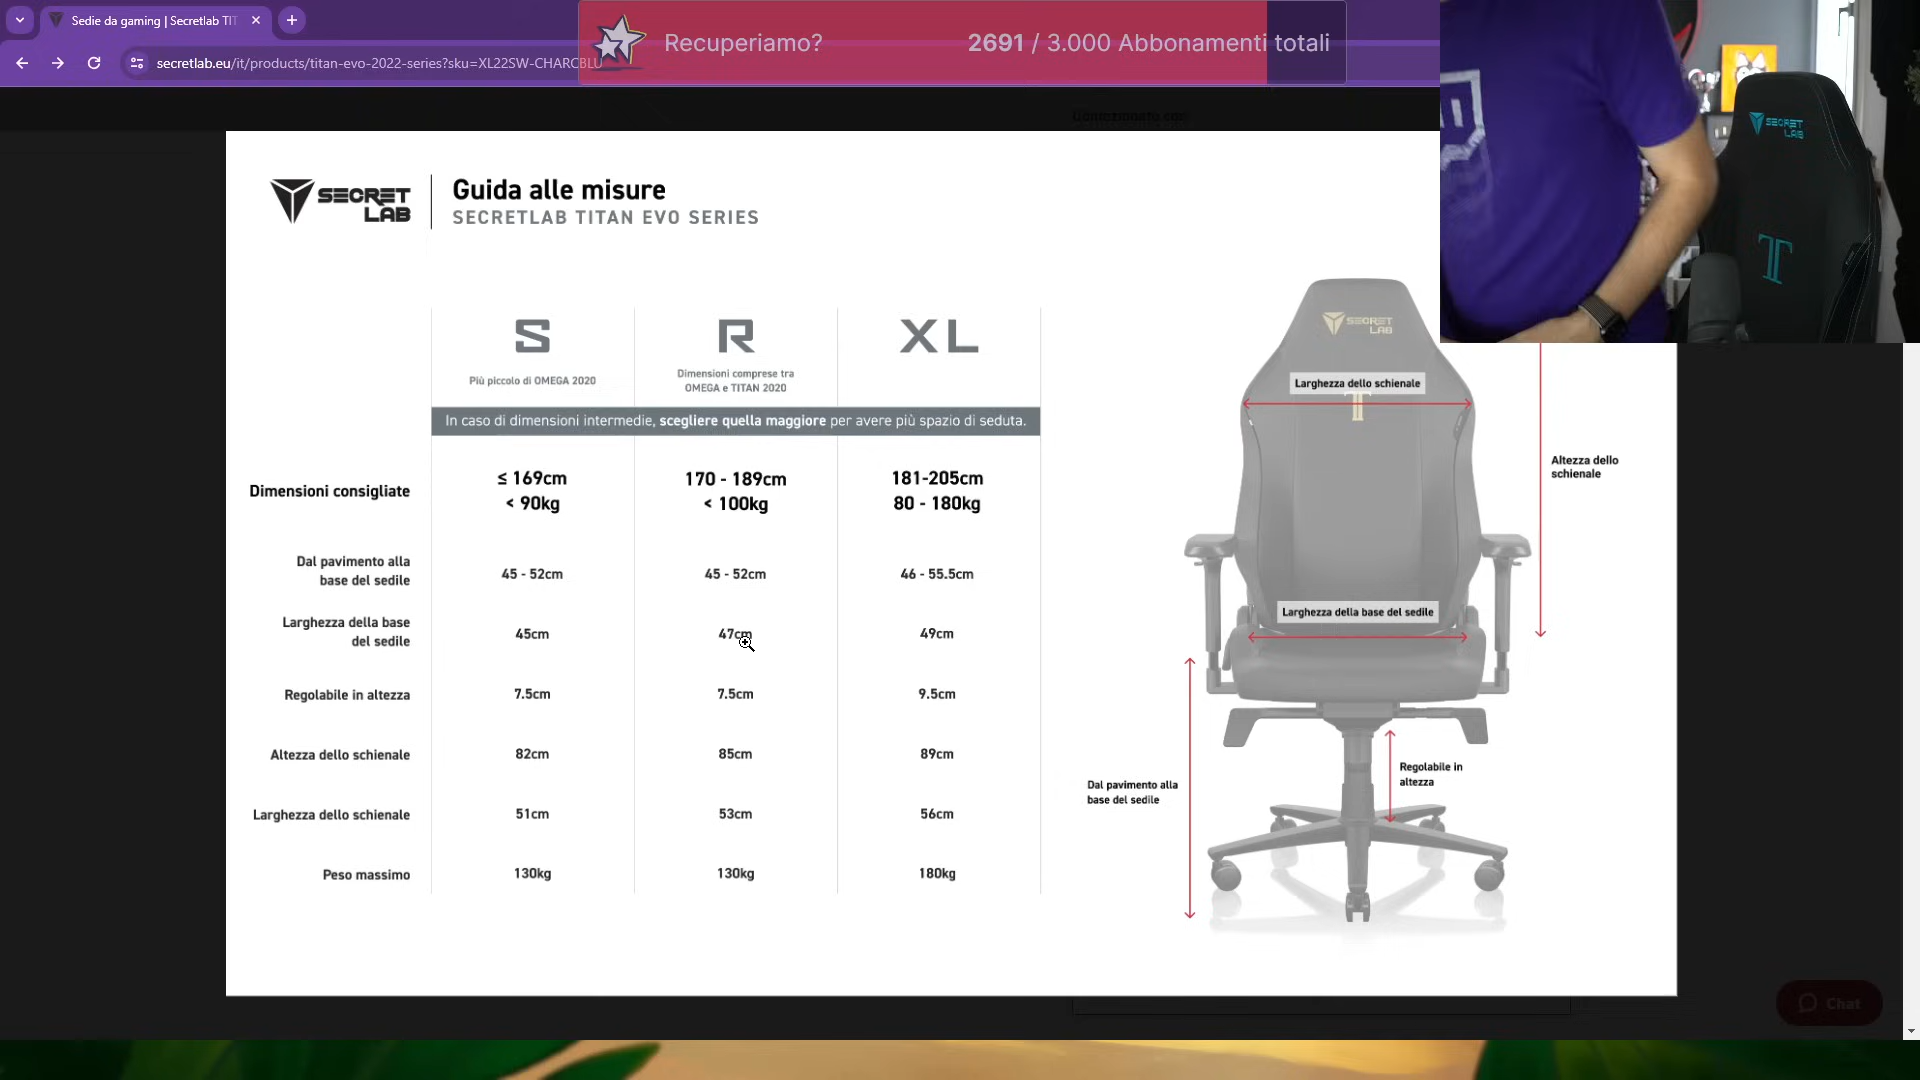 Sedie da gaming | Secretlab TI
Recuperiamo?
2691 / 3.000 Abbonamenti totali
secretlab.eu/it/products/titan-evo-2022-series?sku=XL22SW-CHARCBLU
SECRET LAB
SECRET
LAB
Guida alle misure
SECRETLAB TITAN EVO SERIES
T
S
R
XL
Più piccolo di OMEGA 2020
Dimensioni comprese tra
OMEGA e TITAN 2020
In caso di dimensioni intermedie, scegliere quella maggiore per avere più spazio di seduta.
Dimensioni consigliate
≤ 169cm
< 90kg
170 - 189cm
< 100kg
181-205cm
80 - 180kg
Dal pavimento alla
base del sedile
45 - 52cm
45 - 52cm
46 - 55.5cm
Larghezza della base
del sedile
45cm
47cm
49cm
Regolabile in altezza
7.5cm
7.5cm
9.5cm
Altezza dello schienale
82cm
85cm
89cm
Larghezza dello schienale
51cm
53cm
56cm
Peso massimo
130kg
130kg
180kg
SECRET
LAB
Larghezza dello schienale
T
Altezza dello
schienale
Larghezza della base del sedile
Regolabile in
altezza
Dal pavimento alla
base del sedile
Chat